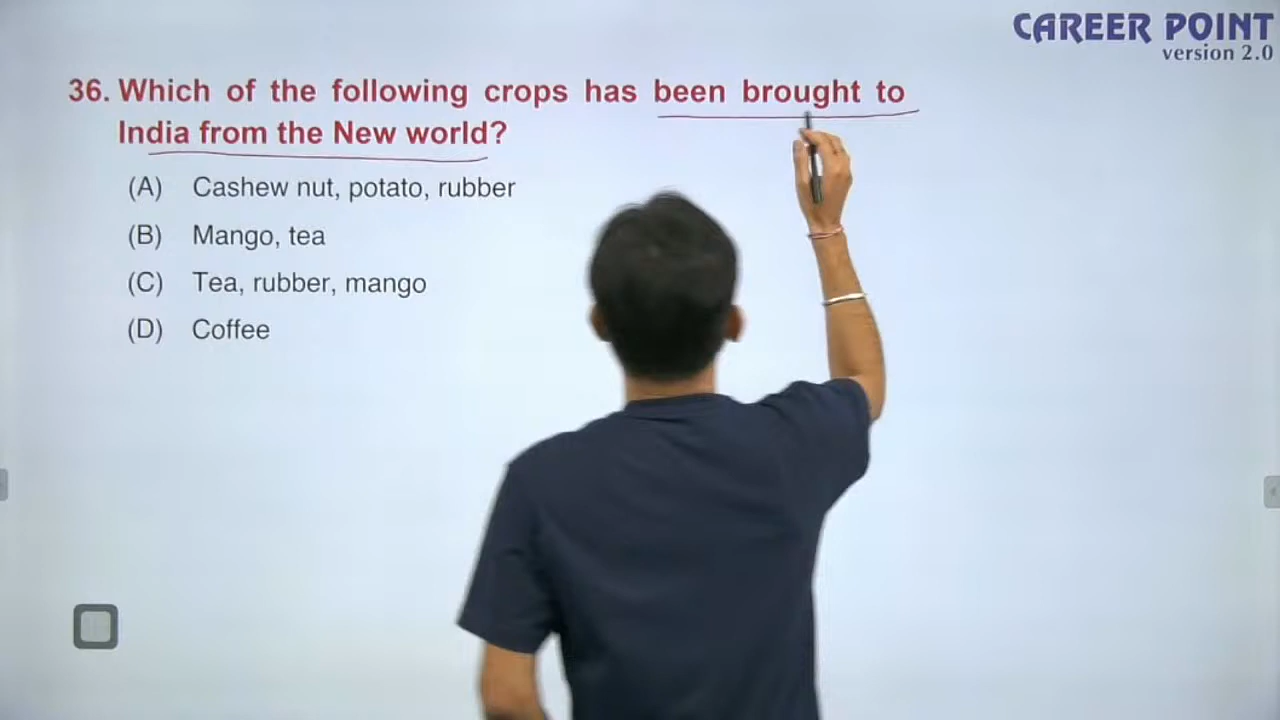 CAREER POINT
version 2.0
36. Which of the following crops has been brought to
India from the New world?
(A) Cashew nut, potato, rubber
(B) Mango, tea
(C) Tea, rubber, mango
(D) Coffee